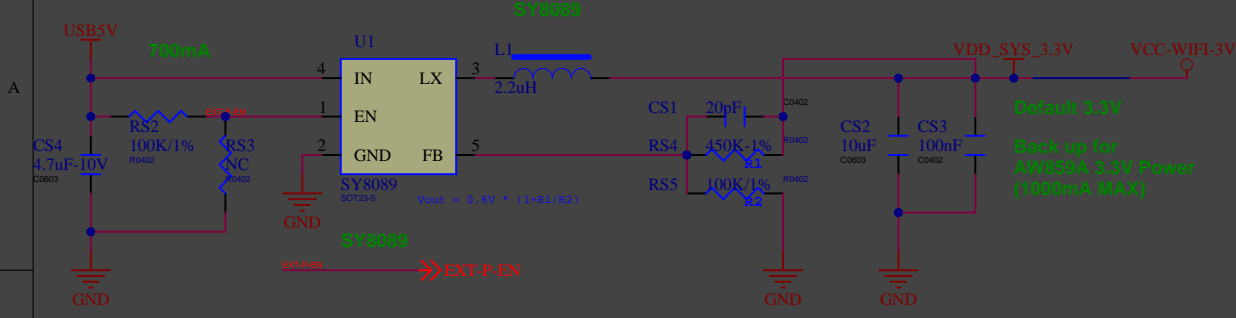 SY8089
USB5V
700mA
U1
L1
VDD_SYS_3.3V
VCC-WIFI-3V
4
IN
LX
3
2.2uH
A
1
EN
CS1
20pF
C0402
Default 3.3V
RS2
100K/1%
R0402
RS3
NC
R0402
CS4
4.7uF-10V
C0603
2
GND
FB
5
RS4
450K-1%
R0402
R1
CS2
10uF
C0603
CS3
100nF
C0402
Back up for
AW859A 3.3V Power
(1000mA MAX)
SY8089
SOT23-5
Vout = 0.6V * (1+R1/R2)
RS5
100K/1%
R0402
R2
GND
SY8089
EXT-P-EN
GND
GND
GND